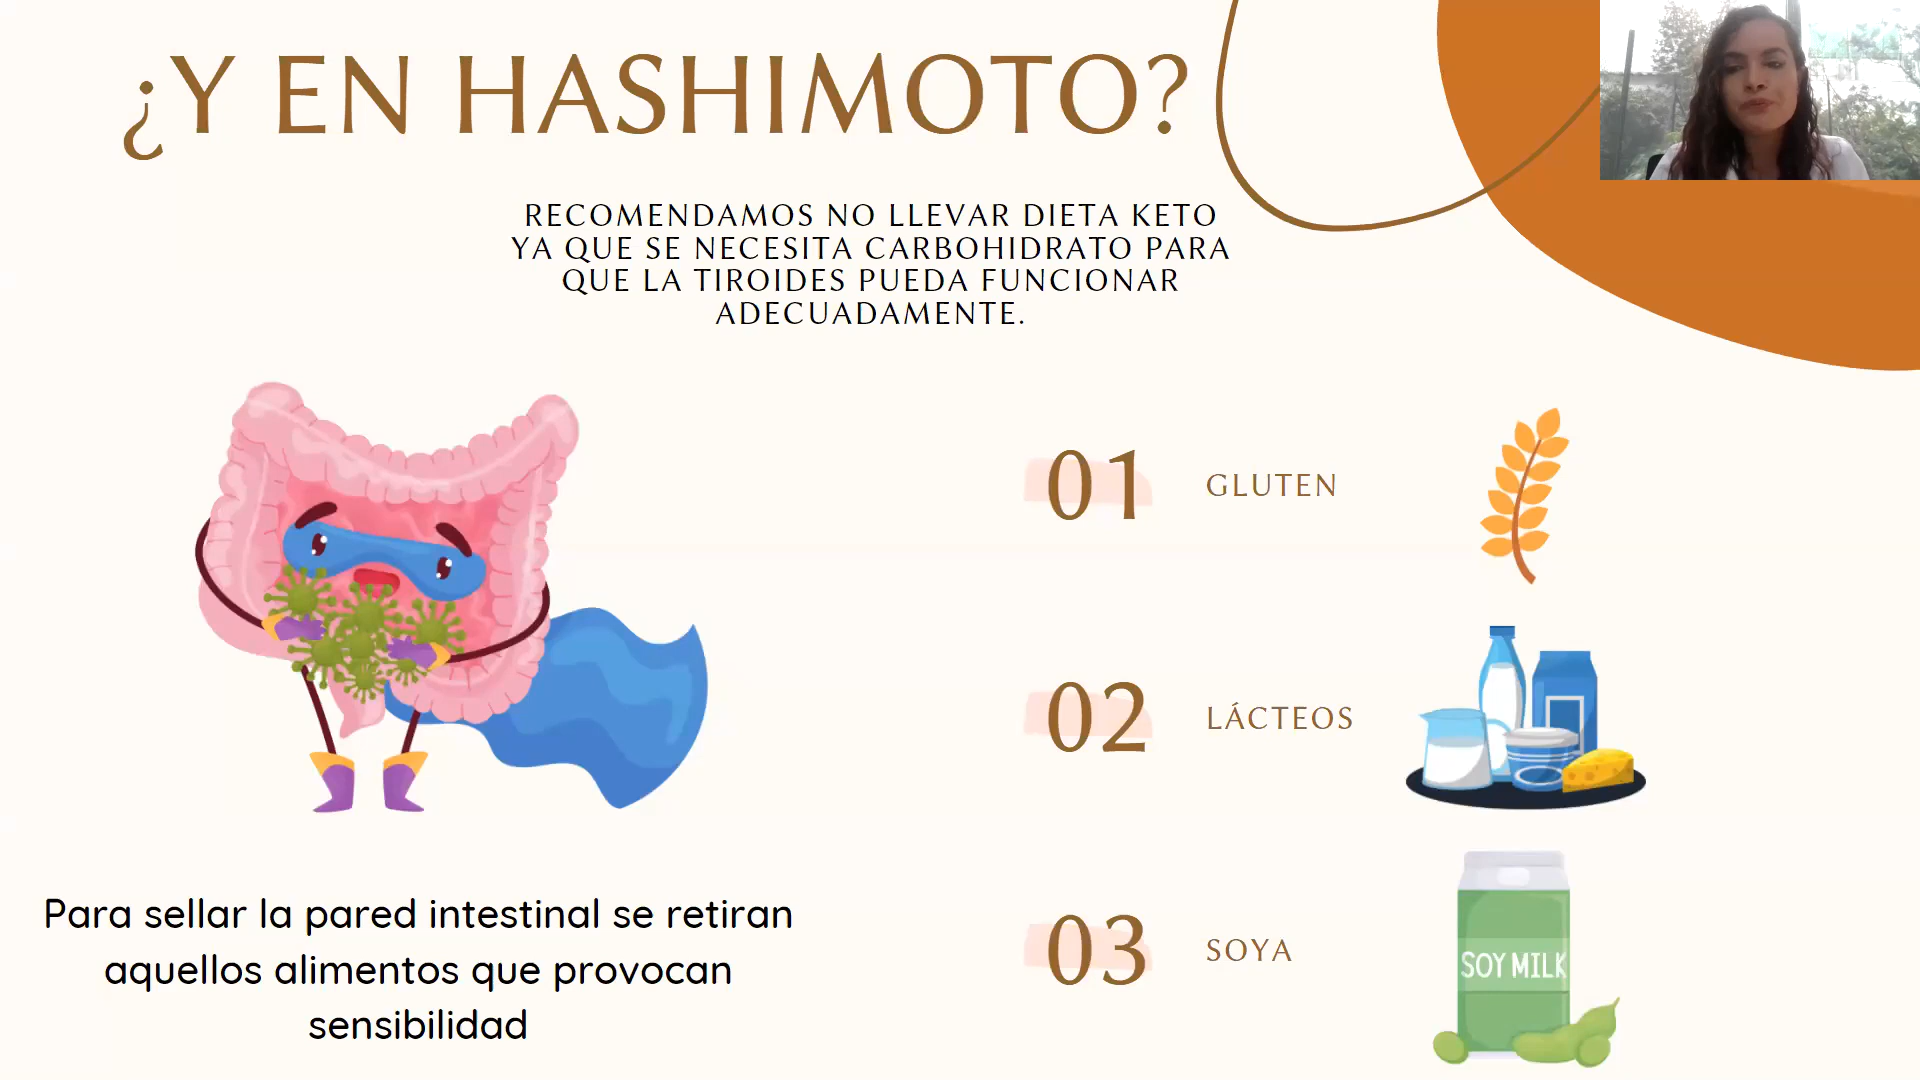 ¿Y EN HASHIMOTO?
RECOMENDAMOS NO LLEVAR DIETA KETO
YA QUE SE NECESITA CARBOHIDRATO PARA
QUE LA TIROIDES PUEDA FUNCIONAR
ADECUADAMENTE.
01 GLUTEN
02 LÁCTEOS
03 SOYA
SOY MILK
Para sellar la pared intestinal se retiran
aquellos alimentos que provocan
sensibilidad